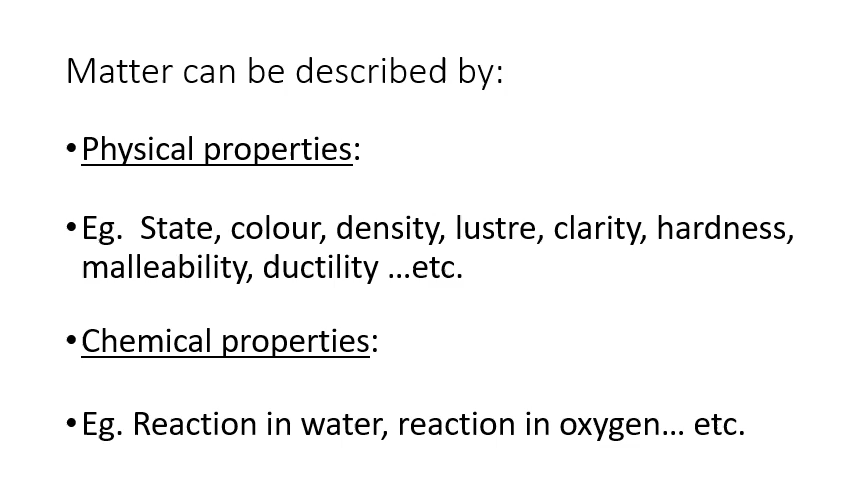 Matter can be described by:
•Physical properties:
•Eg.  State, colour, density, lustre, clarity, hardness,
malleability, ductility …etc.
•Chemical properties:
•Eg. Reaction in water, reaction in oxygen… etc.